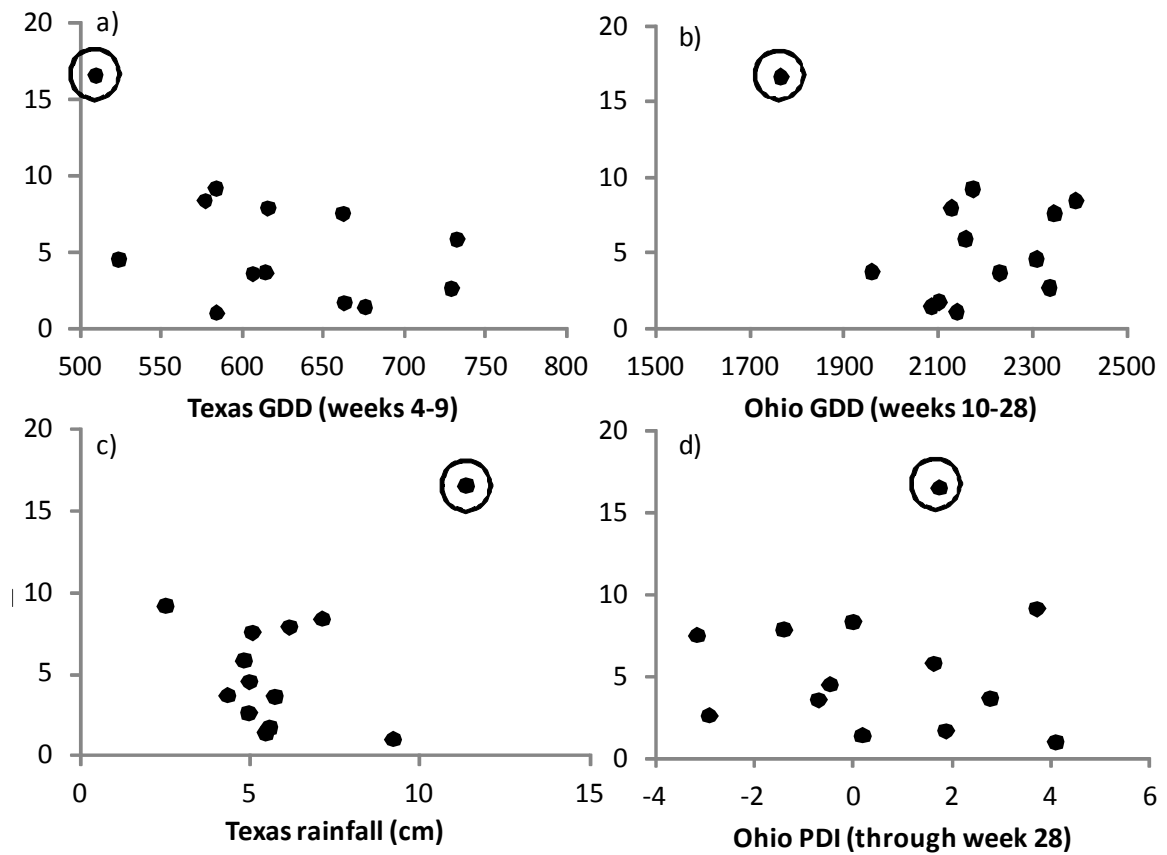 20
a)
15
10
5
0
500 550 600 650 700 750 800
Texas GDD (weeks 4-9)
20
b)
15
10
5
0
1500 1700 1900 2100 2300 2500
Ohio GDD (weeks 10-28)
20
c)
15
10
5
0
0 5 10 15
Texas rainfall (cm)
20
d)
15
10
5
0
-4 -2 0 2 4 6
Ohio PDI (through week 28)